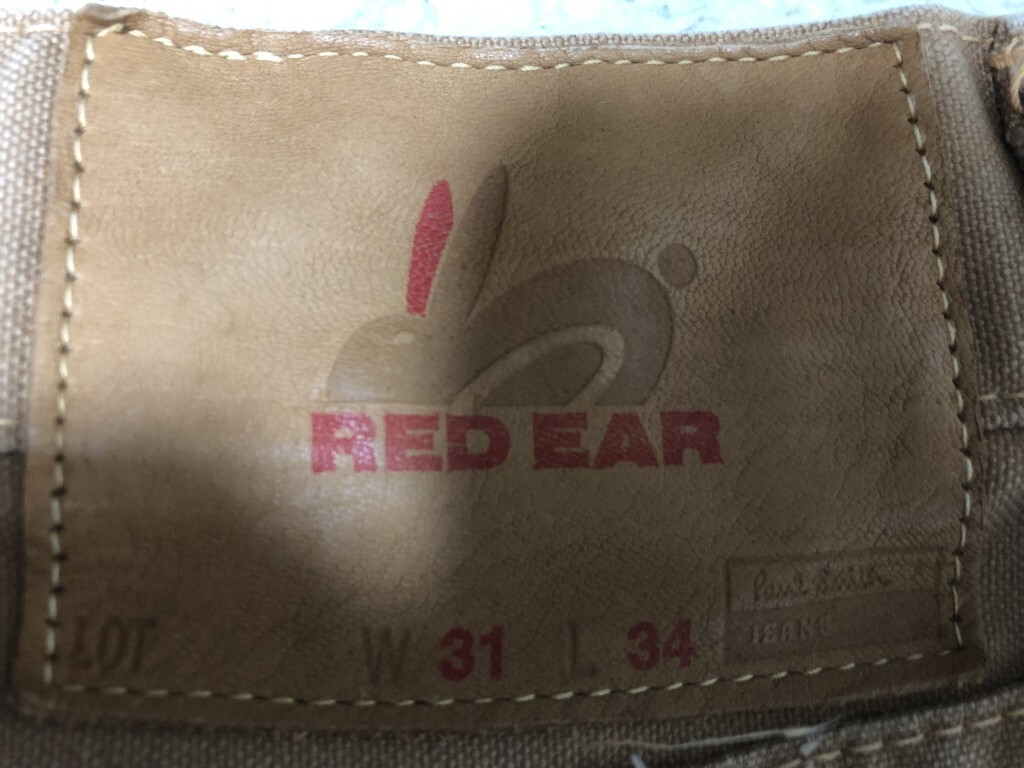 RED EAR
Paul Smith
JEANS
LOT W 31 L 34